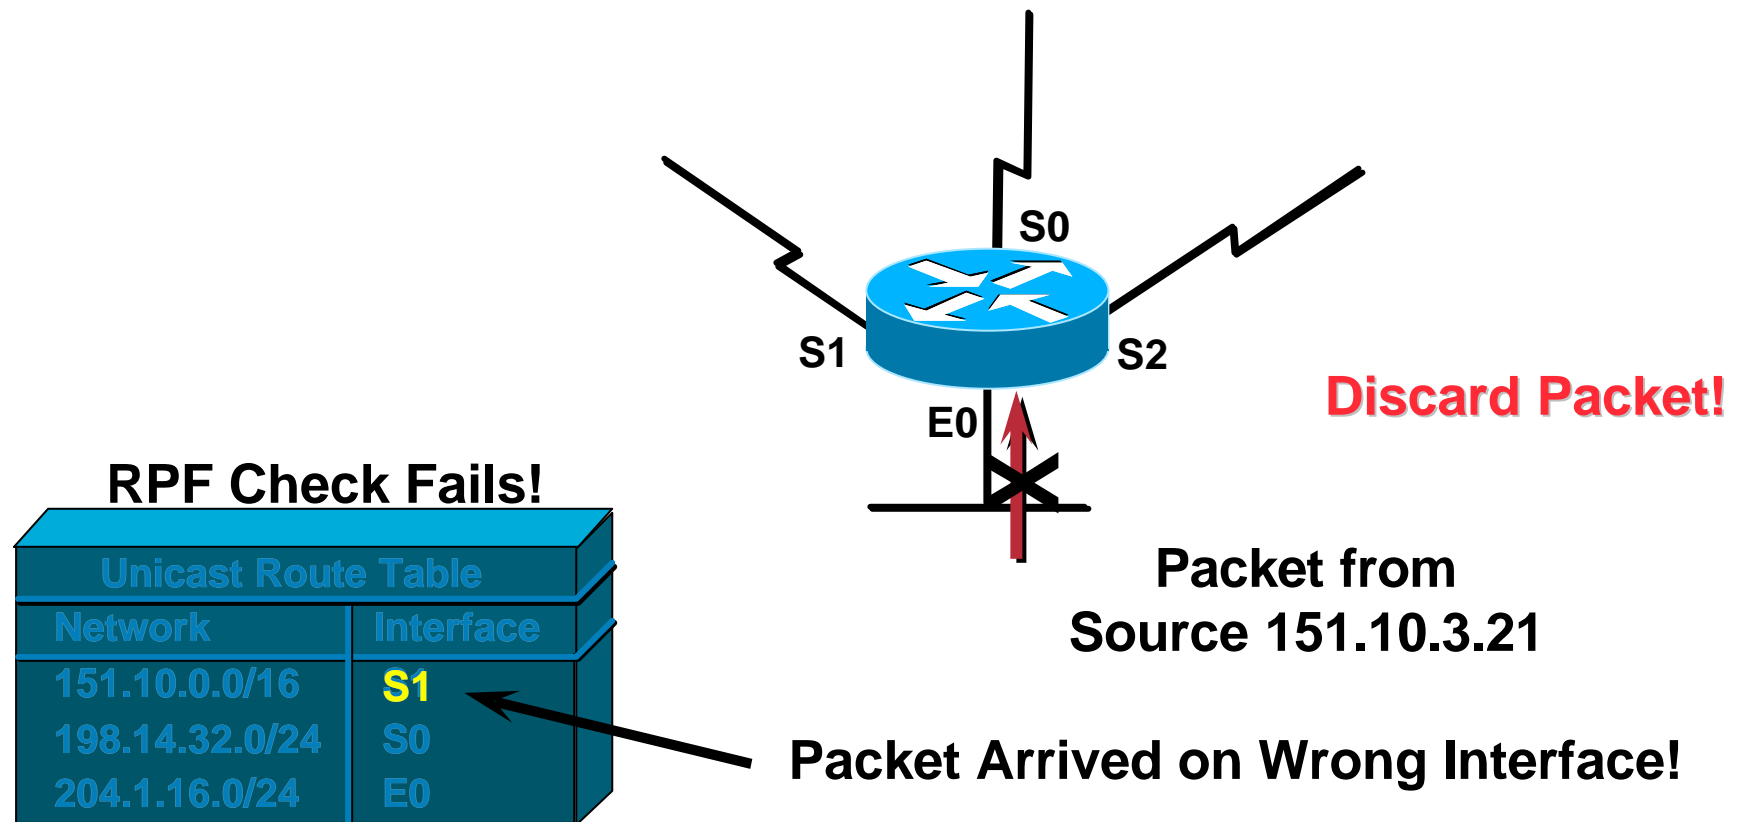 S0
S1
S2
Discard Packet!
E0
RPF Check Fails!
Unicast Route Table
Network Interface
151.10.0.0/16 S1
198.14.32.0/24 S0
204.1.16.0/24 E0
Packet from
Source 151.10.3.21
Packet Arrived on Wrong Interface!